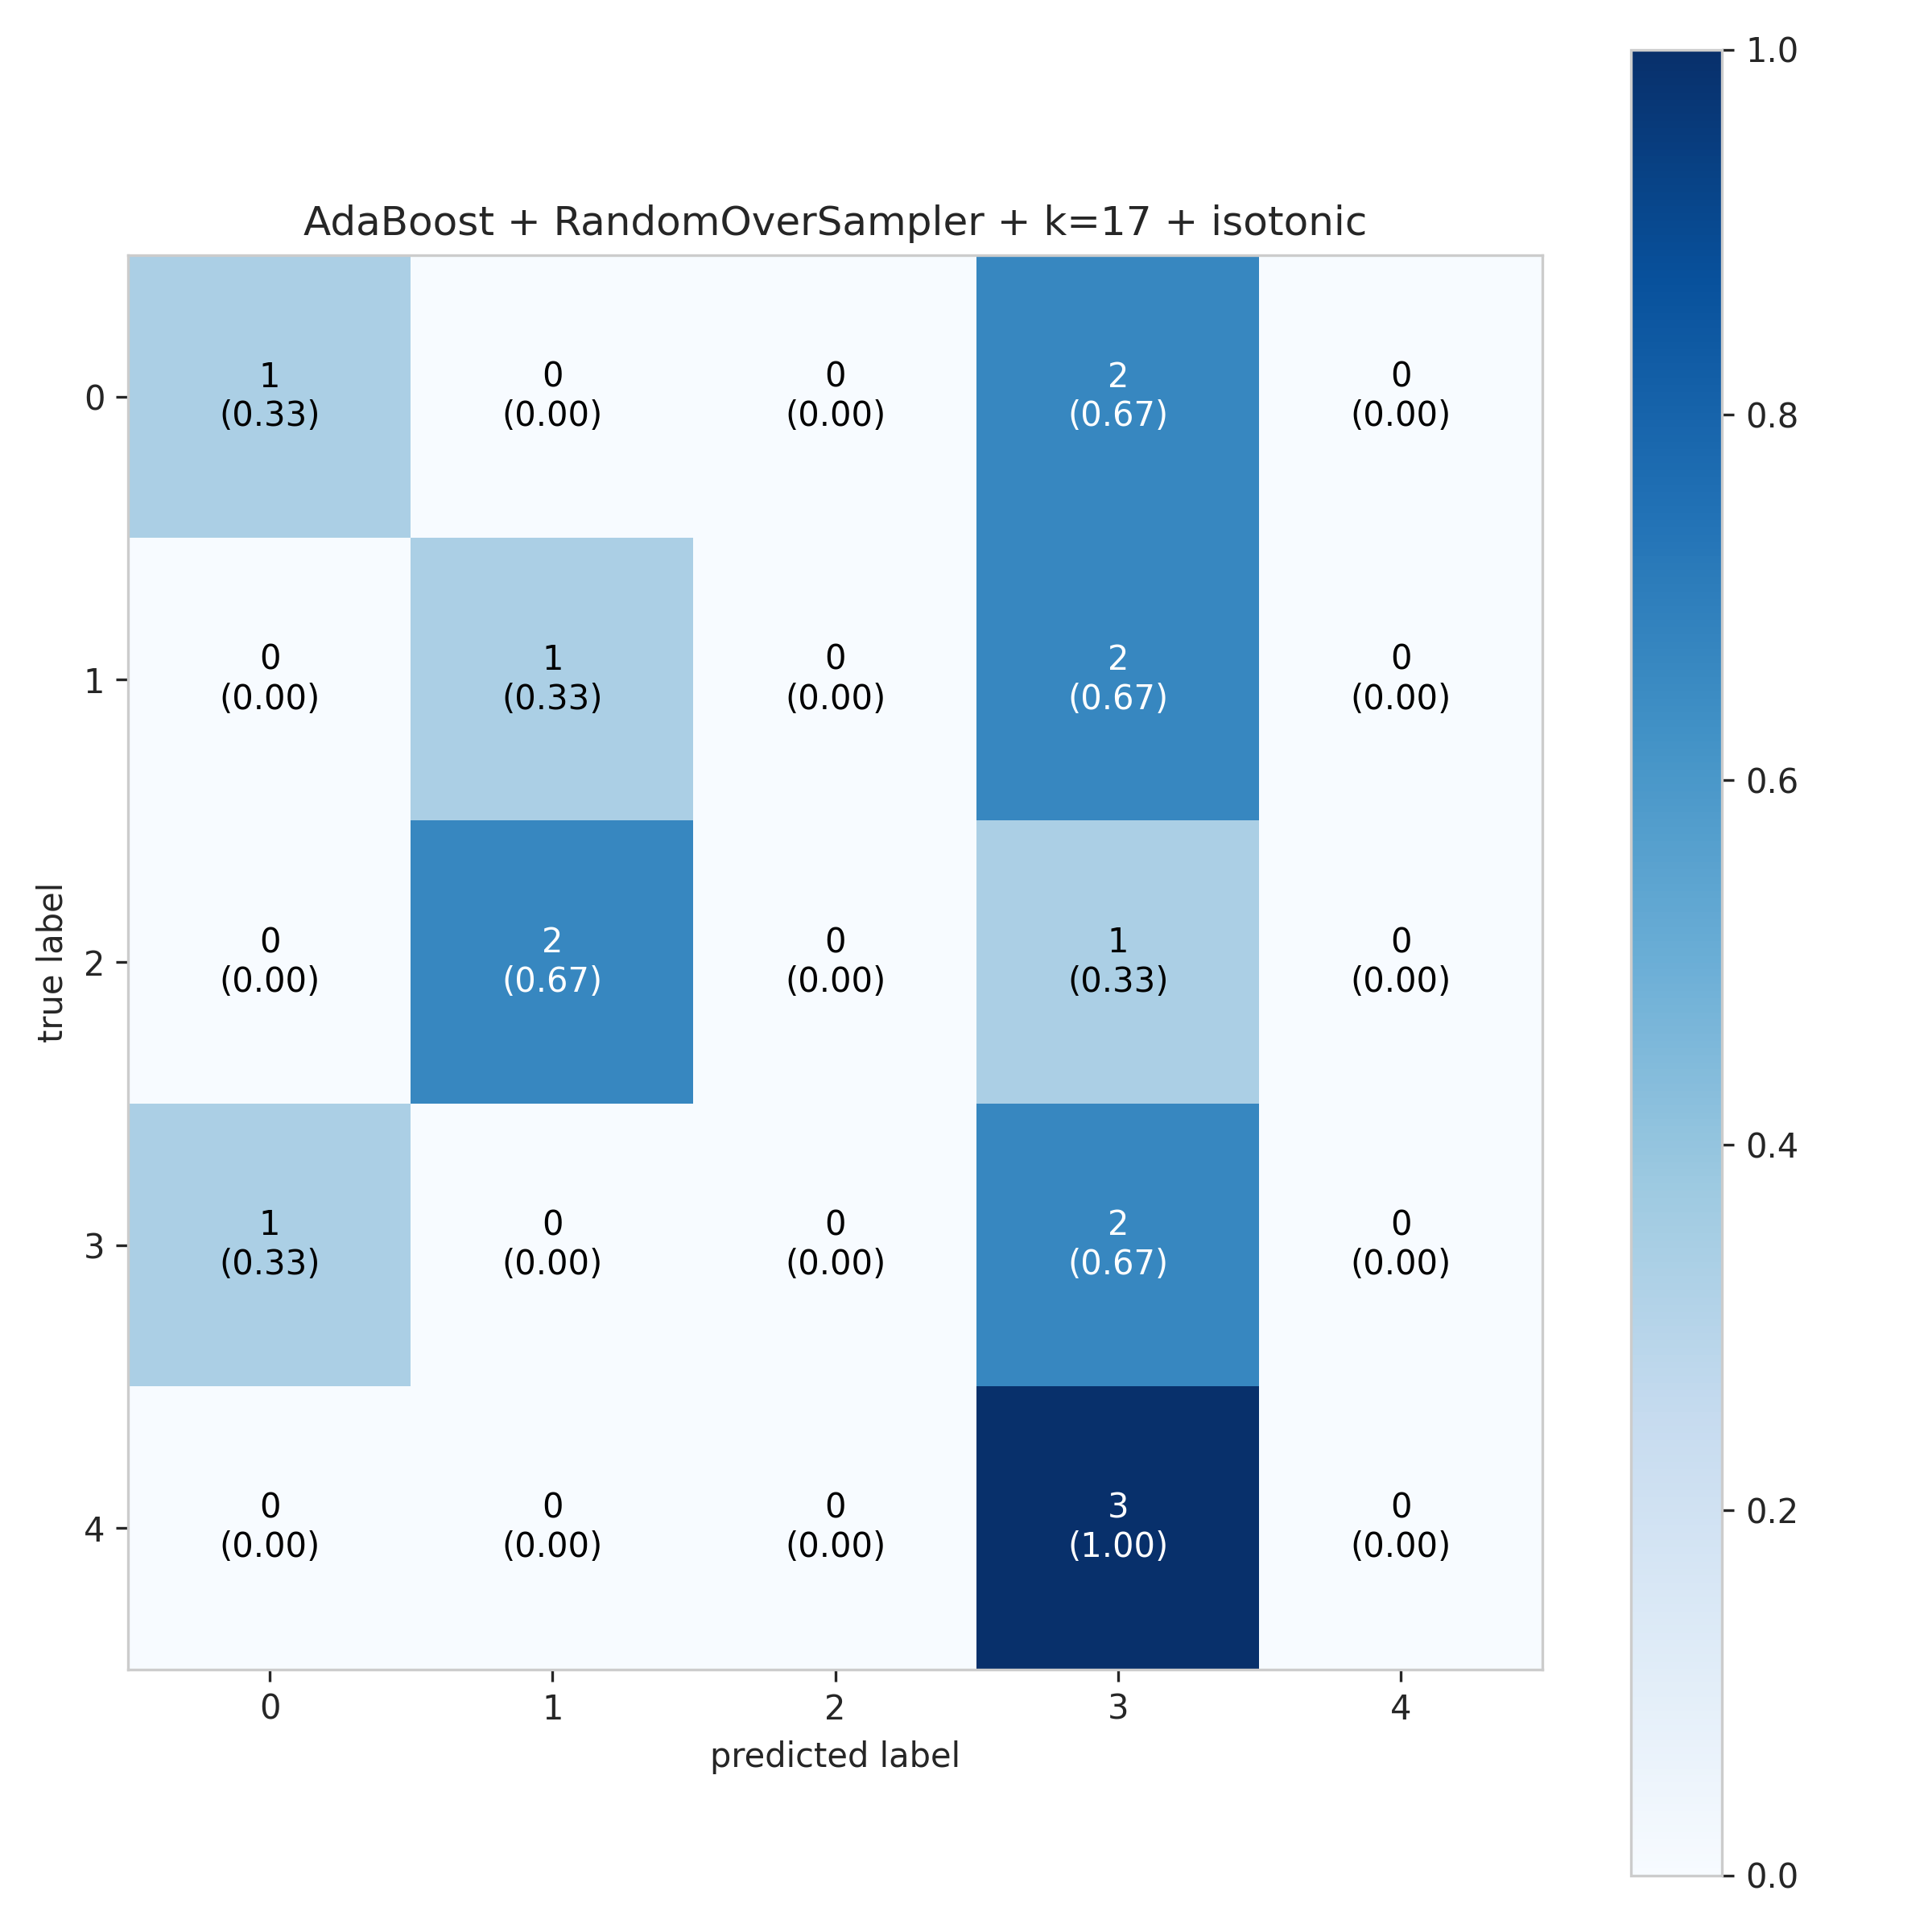 AdaBoost + RandomOverSampler + k=17 + isotonic
1.0
0.8
0.6
0.4
0.2
0.0
true label
0
1 0 0 2 0
(0.33) (0.00) (0.00) (0.67) (0.00)
1
0 1 0 2 0
(0.00) (0.33) (0.00) (0.67) (0.00)
2
0 2 0 1 0
(0.00) (0.67) (0.00) (0.33) (0.00)
3
1 0 0 2 0
(0.33) (0.00) (0.00) (0.67) (0.00)
4
0 0 0 3 0
(0.00) (0.00) (0.00) (1.00) (0.00)
0 1 2 3 4
predicted label